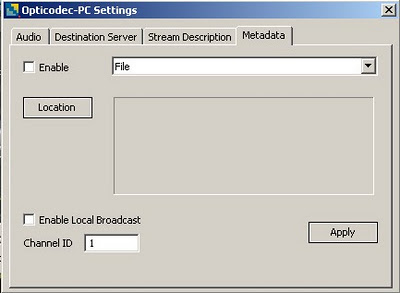 Opticodec-PC Settings
Audio Destination Server Stream Description Metadata
Enable File
Location
Enable Local Broadcast
Channel ID 1
Apply